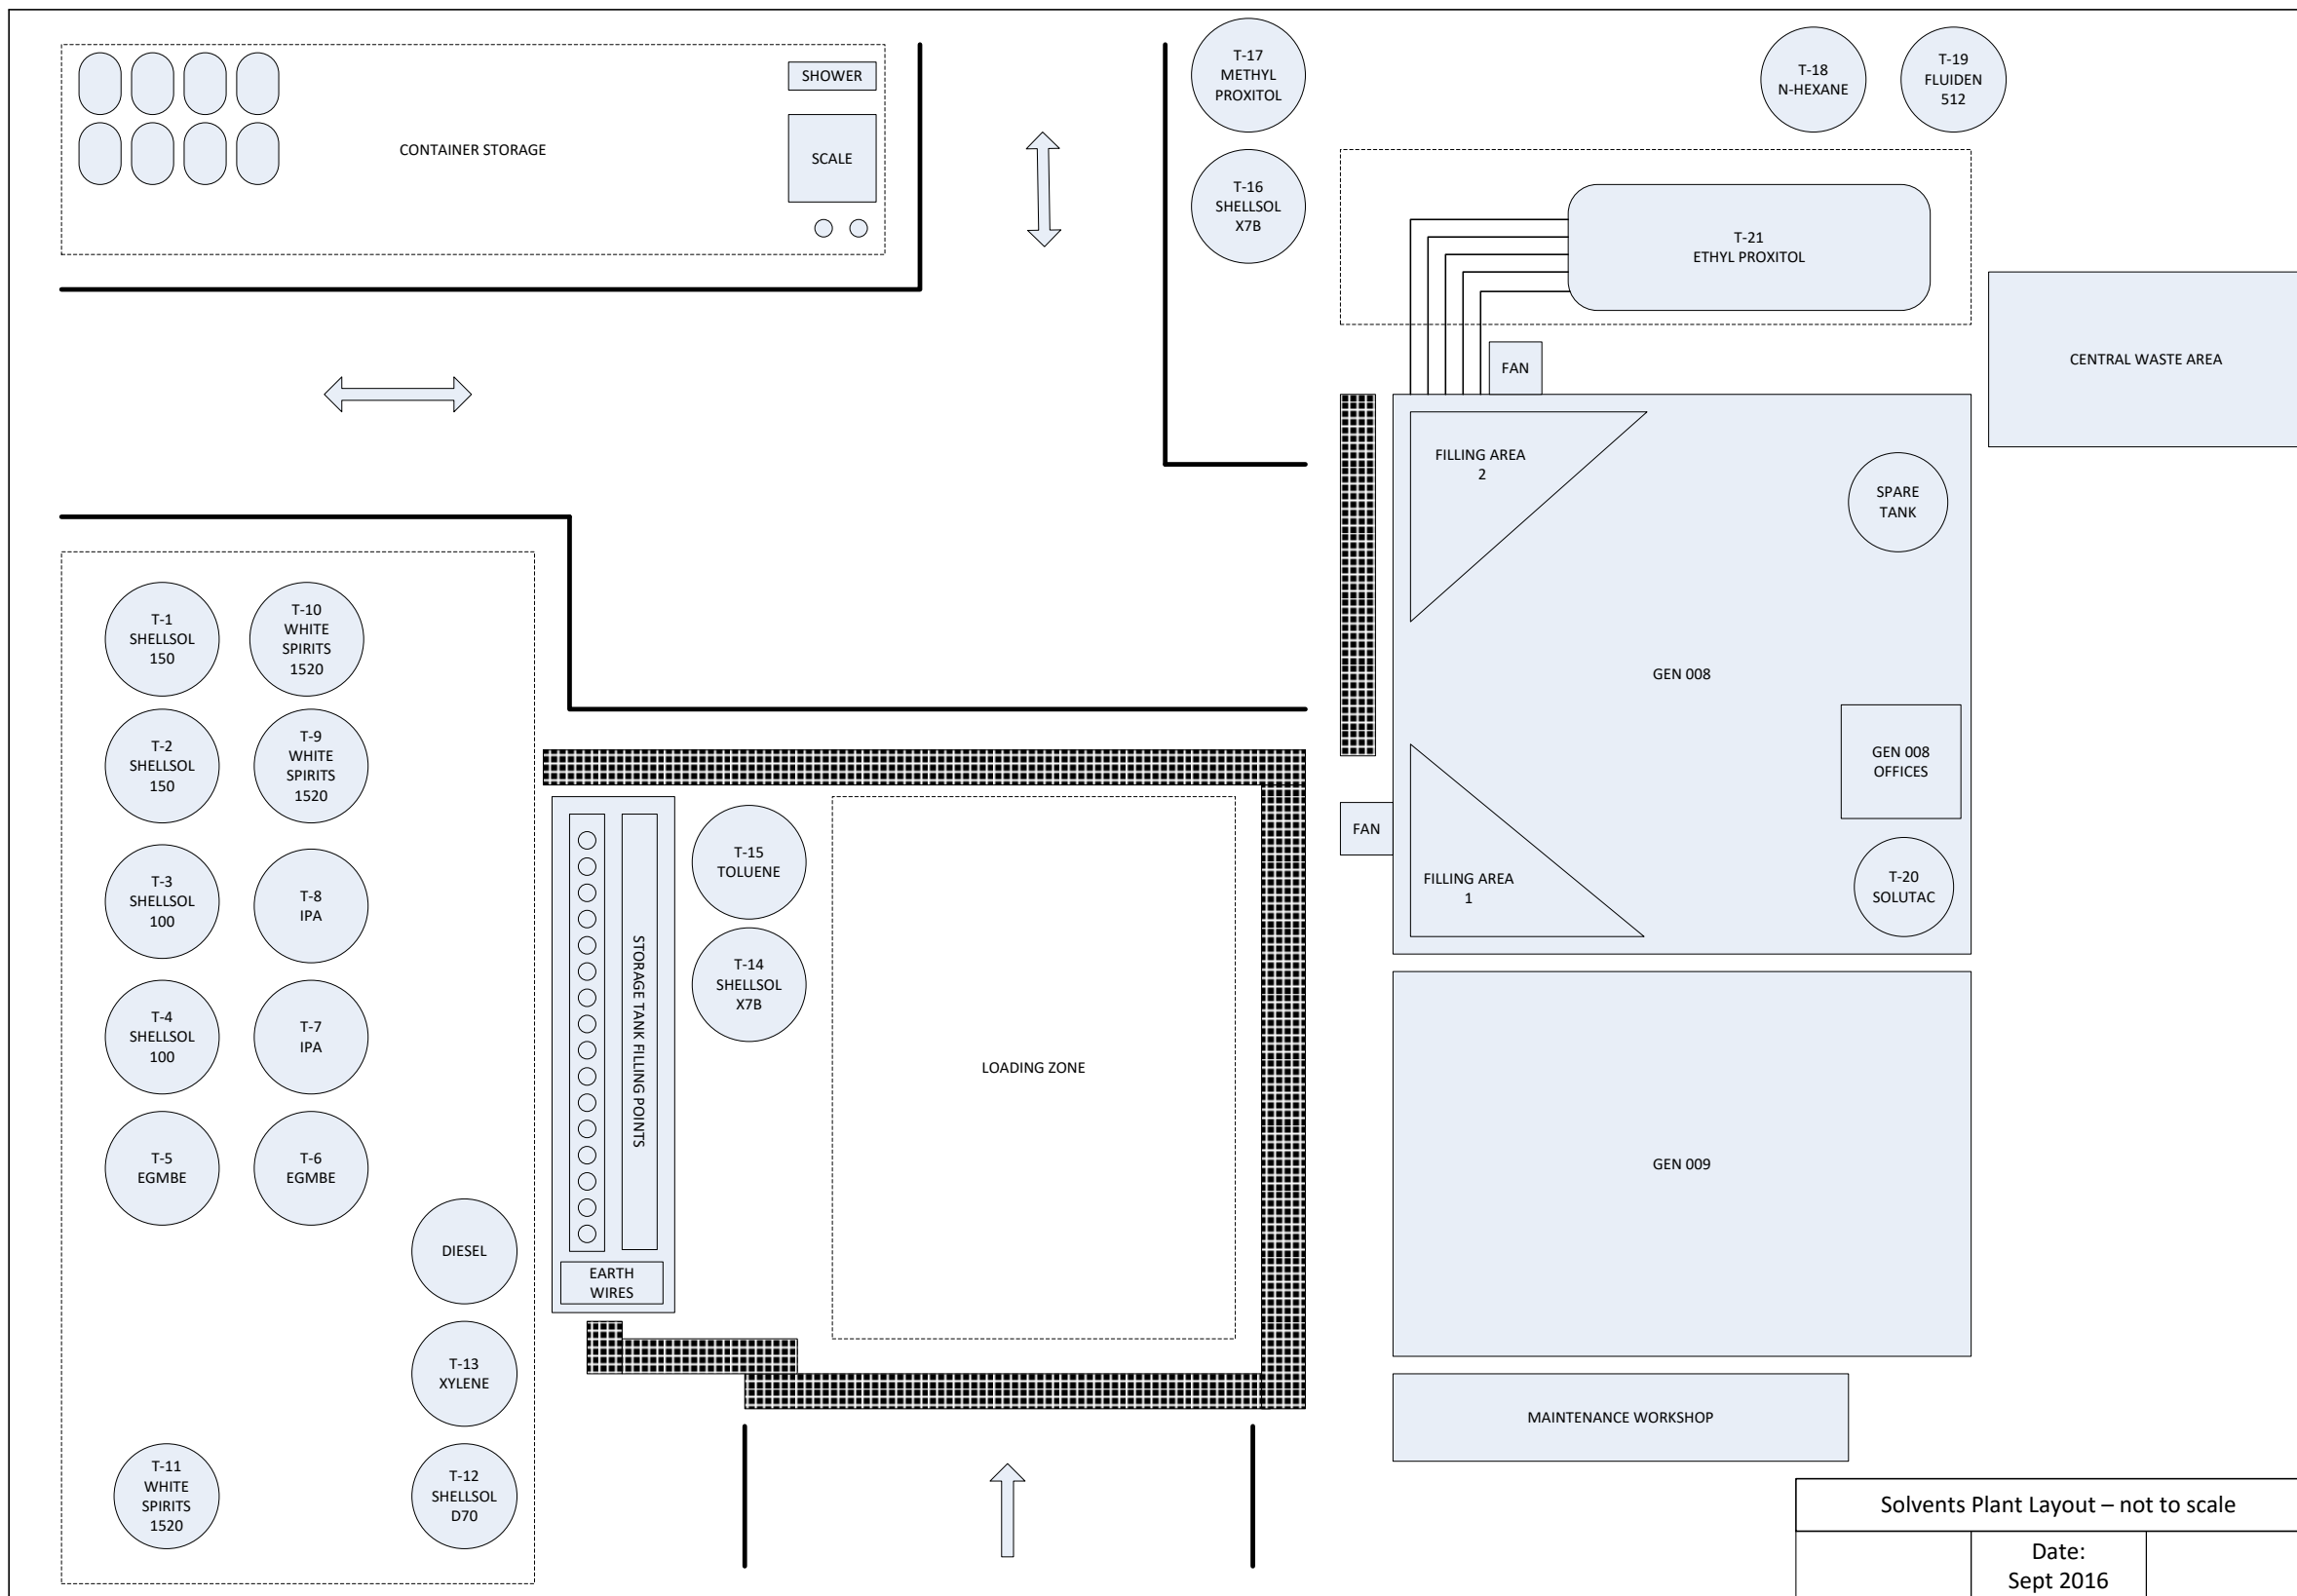 SHOWER
CONTAINER STORAGE
SCALE
T-17
METHYL
PROXITOL
T-16
SHELLSOL
X7B
T-18
N-HEXANE
T-19
FLUIDEN
512
T-21
ETHYL PROXITOL
CENTRAL WASTE AREA
FAN
FILLING AREA
2
SPARE
TANK
GEN 008
GEN 008
OFFICES
FAN
FILLING AREA
1
T-20
SOLUTAC
T-1
SHELLSOL
150
T-10
WHITE
SPIRITS
1520
T-2
SHELLSOL
150
T-9
WHITE
SPIRITS
1520
T-3
SHELLSOL
100
T-8
IPA
T-4
SHELLSOL
100
T-7
IPA
T-5
EGMBE
T-6
EGMBE
DIESEL
T-13
XYLENE
T-11
WHITE
SPIRITS
1520
T-12
SHELLSOL
D70
STORAGE TANK FILLING POINTS
EARTH
WIRES
T-15
TOLUENE
T-14
SHELLSOL
X7B
LOADING ZONE
GEN 009
MAINTENANCE WORKSHOP
Solvents Plant Layout – not to scale
Date:
Sept 2016